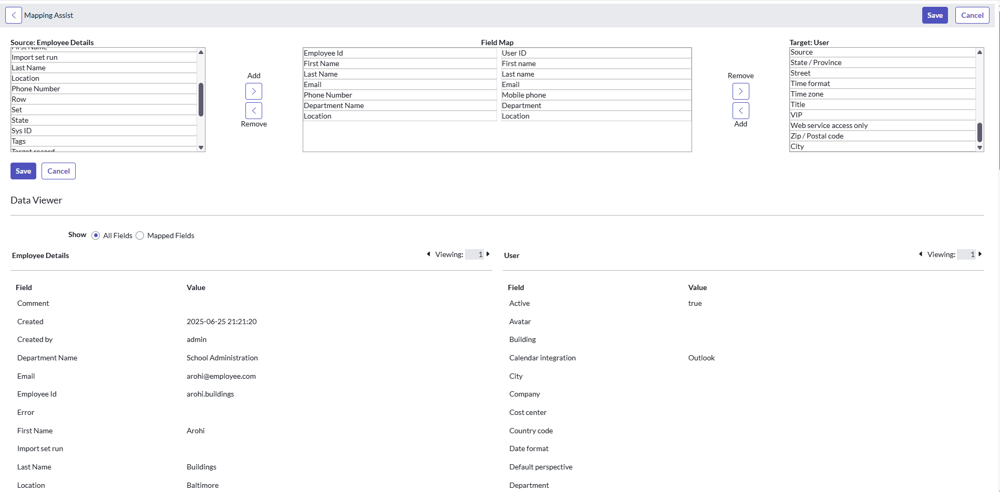 Mapping Assist
Save
Cancel
Source: Employee Details
First Name
Import set run
Last Name
Location
Phone Number
Row
Set
State
Sys ID
Tags
Target record
Add
Remove
Field Map
Employee Id User ID
First Name First name
Last Name Last name
Email Email
Phone Number Mobile phone
Department Name Department
Location Location
Remove
Add
Target: User
Source
State / Province
Street
Time format
Time zone
Title
VIP
Web service access only
Zip / Postal code
City
Save
Cancel
Data Viewer
Show All Fields Mapped Fields
Employee Details Viewing: 1
Field Value
Comment
Created 2025-06-25 21:21:20
Created by admin
Department Name School Administration
Email arohi@employee.com
Employee Id arohi.buildings
Error
First Name Arohi
Import set run
Last Name Buildings
Location Baltimore
User Viewing: 1
Field Value
Active true
Avatar
Building
Calendar integration Outlook
City
Company
Cost center
Country code
Date format
Default perspective
Department